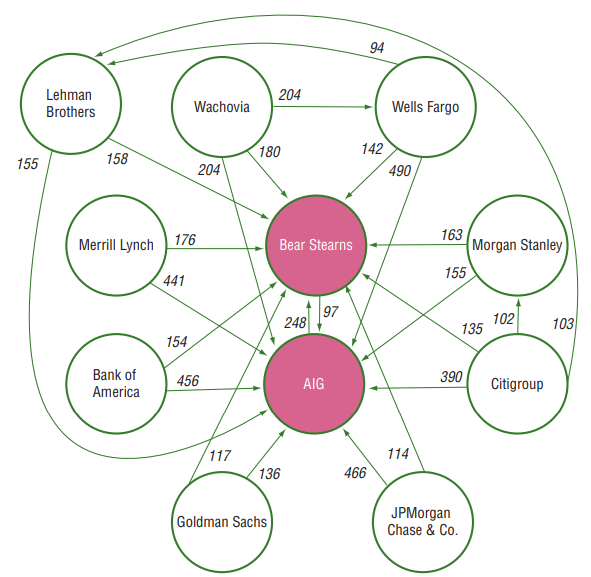 94
Lehman
Brothers
Wachovia
204
Wells Fargo
155
158
204
180
142
490
Merrill Lynch
176
Bear Stearns
163
Morgan Stanley
441
155
248
97
154
135
102
103
Bank of
America
456
AIG
390
Citigroup
117
136
466
114
Goldman Sachs
JPMorgan
Chase & Co.